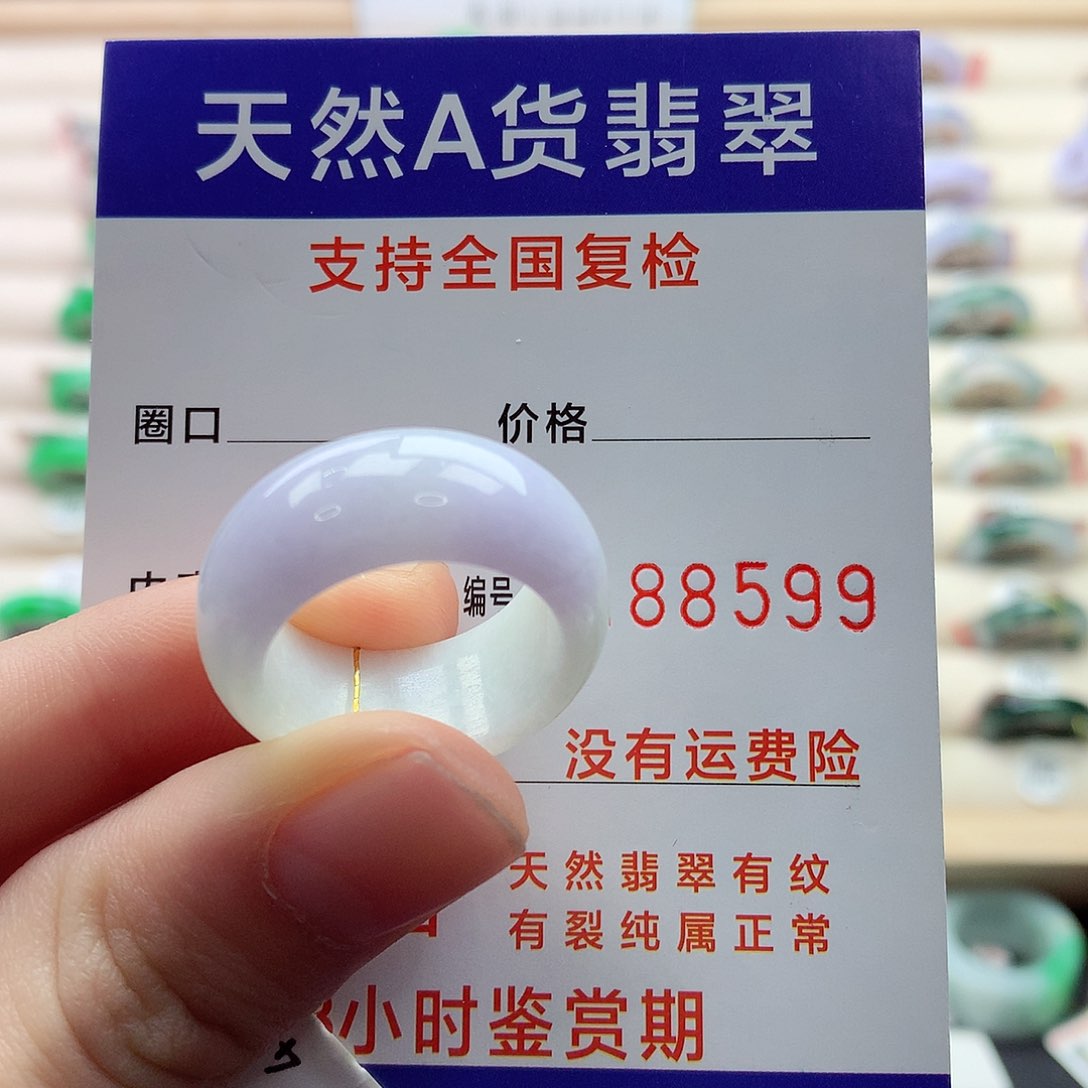 天然A货翡翠
支持全国复检
圈口 价格
编号 88599
没有运费险
天然翡翠有纹
有裂纯属正常
小时鉴赏期